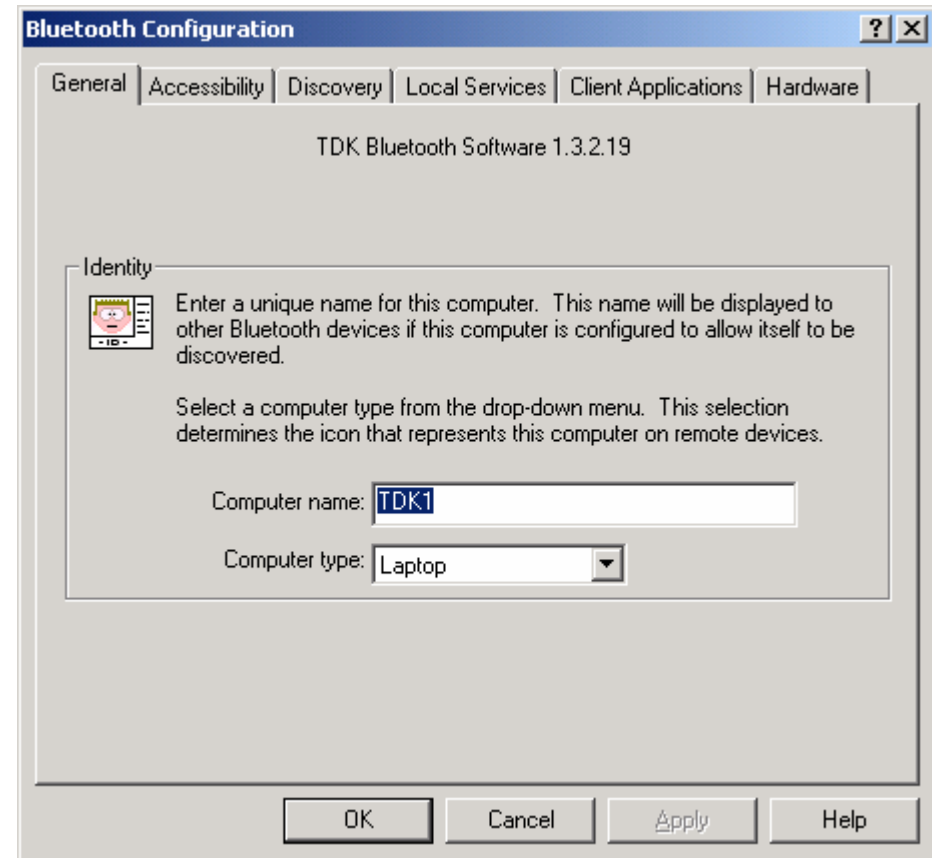 Bluetooth Configuration
General Accessibility Discovery Local Services Client Applications Hardware
TDK Bluetooth Software 1.3.2.19
Identity
Enter a unique name for this computer.  This name will be displayed to
other Bluetooth devices if this computer is configured to allow itself to be
discovered.
Select a computer type from the drop-down menu.  This selection
determines the icon that represents this computer on remote devices.
- ID -
Computer name: TDK1
Computer type: Laptop
OK Cancel Apply Help